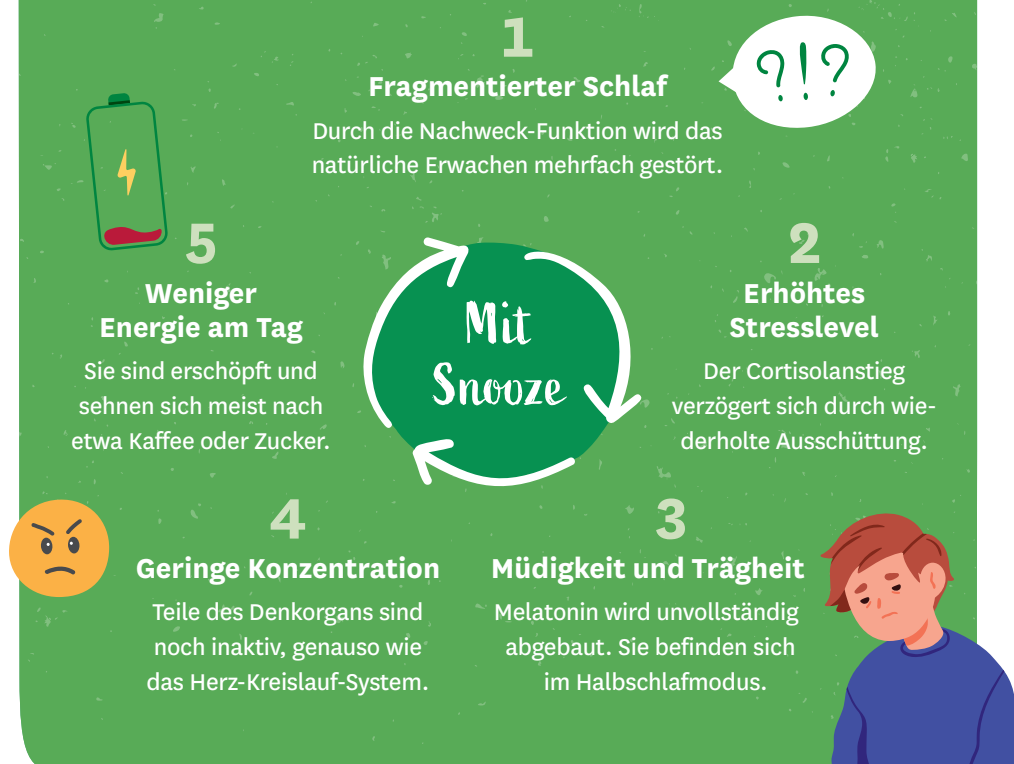 ?!?
1
Fragmentierter Schlaf
Durch die Nachweck-Funktion wird das
natürliche Erwachen mehrfach gestört.
2
Erhöhtes
Stresslevel
Der Cortisolanstieg
verzögert sich durch wie-
derholte Ausschüttung.
3
Müdigkeit und Trägheit
Melatonin wird unvollständig
abgebaut. Sie befinden sich
im Halbschlafmodus.
4
Geringe Konzentration
Teile des Denkorgans sind
noch inaktiv, genauso wie
das Herz-Kreislauf-System.
5
Weniger
Energie am Tag
Sie sind erschöpft und
sehnen sich meist nach
etwa Kaffee oder Zucker.
Mit
Snooze